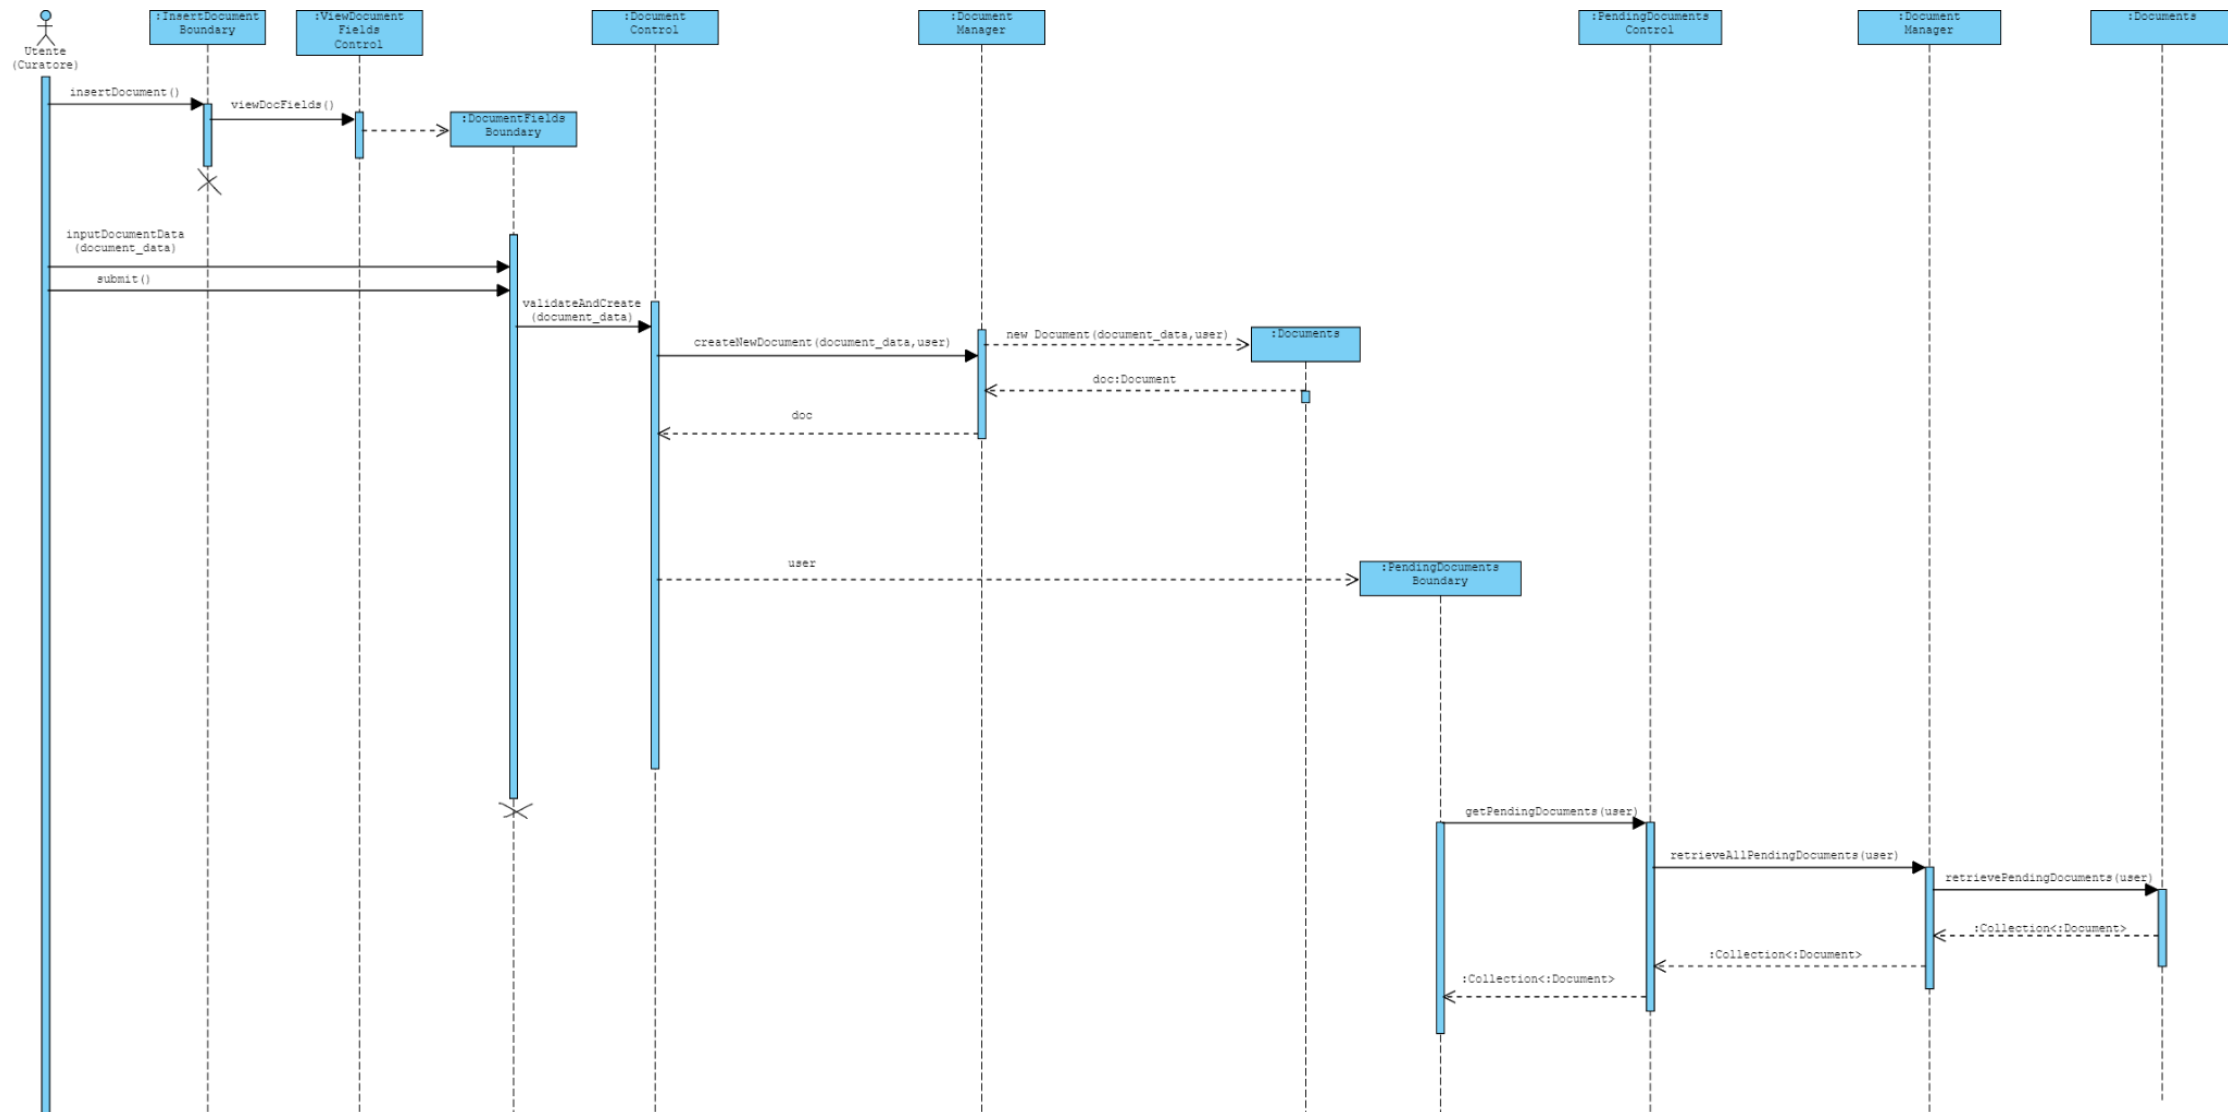 :InsertDocument
Boundary
:ViewDocument
Fields
Control
:Document
Control
:Document
Manager
:PendingDocuments
Control
:Document
Manager
:Documents
Utente
(Curatore)
insertDocument()
viewDocFields()
:DocumentFields
Boundary
inputDocumentData
(document_data)
submit()
validateAndCreate
(document_data)
createNewDocument(document_data,user)
new Document(document_data,user)
:Documents
doc:Document
doc
user
:PendingDocuments
Boundary
getPendingDocuments(user)
retrieveAllPendingDocuments(user)
retrievePendingDocuments(user)
:Collection<:Document>
:Collection<:Document>
:Collection<:Document>